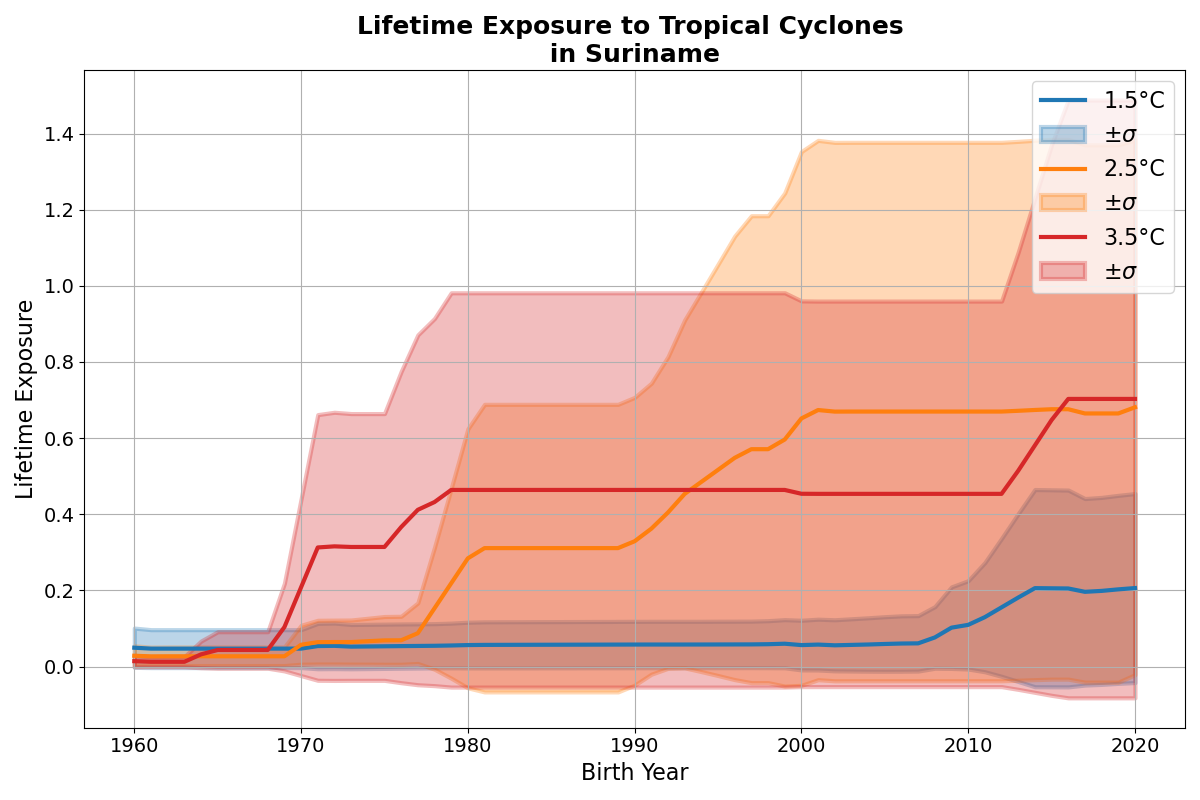 Lifetime Exposure to Tropical Cyclones
in Suriname
Lifetime Exposure
1.4
1.2
1.0
0.8
0.6
0.4
0.2
0.0
1960 1970 1980 1990 2000 2010 2020
Birth Year
1.5°C
±σ
2.5°C
±σ
3.5°C
±σ